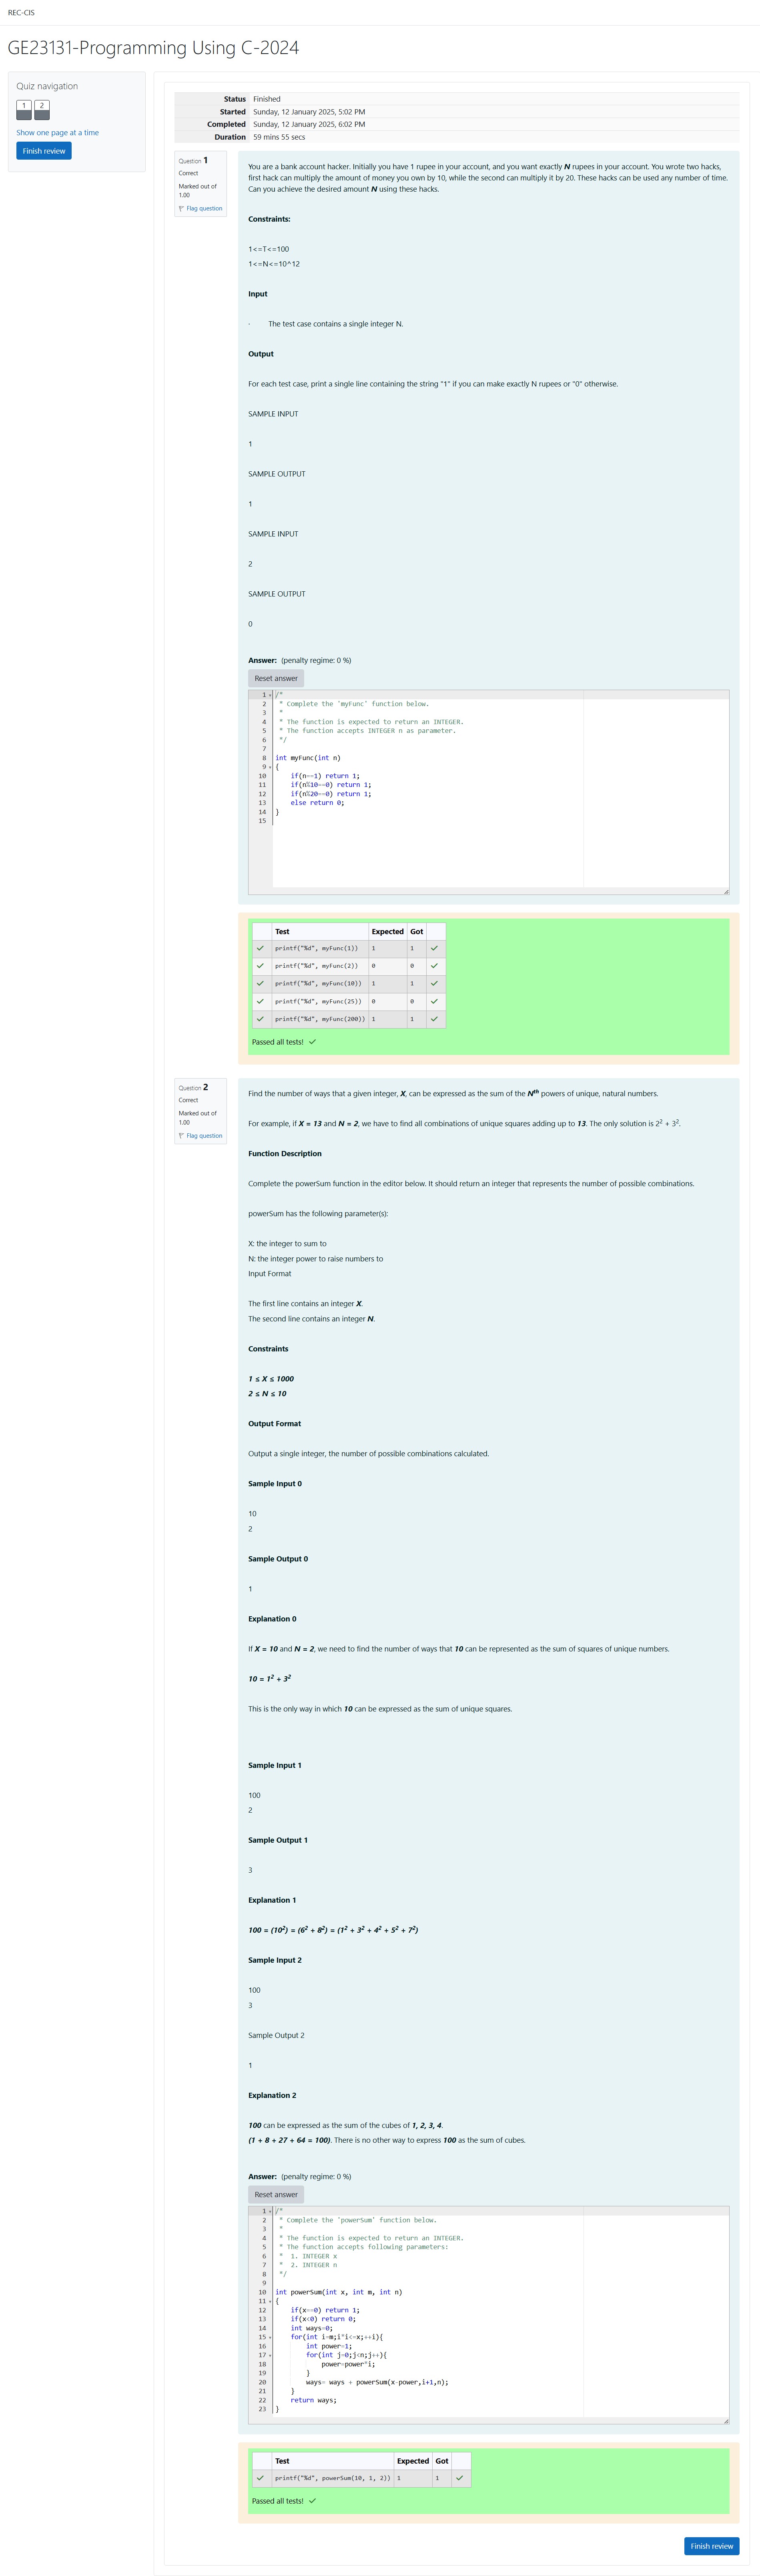 REC-CIS
GE23131-Programming Using C-2024
Quiz navigation
1 2
Show one page at a time
Finish review
Status Finished
Started Sunday, 12 January 2025, 5:02 PM
Completed Sunday, 12 January 2025, 6:02 PM
Duration 59 mins 55 secs
Question 1
Correct
Marked out of
1.00
Flag question
You are a bank account hacker. Initially you have 1 rupee in your account, and you want exactly N rupees in your account. You wrote two hacks,
first hack can multiply the amount of money you own by 10, while the second can multiply it by 20. These hacks can be used any number of time.
Can you achieve the desired amount N using these hacks.
Constraints:
1<=T<=100
1<=N<=10^12
Input
· The test case contains a single integer N.
Output
For each test case, print a single line containing the string "1" if you can make exactly N rupees or "0" otherwise.
SAMPLE INPUT
1
SAMPLE OUTPUT
1
SAMPLE INPUT
2
SAMPLE OUTPUT
0
Answer: (penalty regime: 0 %)
Reset answer
1 /*
2 * Complete the 'myFunc' function below.
3 *
4 * The function is expected to return an INTEGER.
5 * The function accepts INTEGER n as parameter.
6 */
7
8 int myFunc(int n)
9 {
10 if(n==1) return 1;
11 if(n%10==0) return 1;
12 if(n%20==0) return 1;
13 else return 0;
14 }
15
Test Expected Got
printf("%d", myFunc(1)) 1 1
printf("%d", myFunc(2)) 0 0
printf("%d", myFunc(10)) 1 1
printf("%d", myFunc(25)) 0 0
printf("%d", myFunc(200)) 1 1
Passed all tests!
Question 2
Correct
Marked out of
1.00
Flag question
Find the number of ways that a given integer, X, can be expressed as the sum of the Nth powers of unique, natural numbers.
For example, if X = 13 and N = 2, we have to find all combinations of unique squares adding up to 13. The only solution is 2² + 3².
Function Description
Complete the powerSum function in the editor below. It should return an integer that represents the number of possible combinations.
powerSum has the following parameter(s):
X: the integer to sum to
N: the integer power to raise numbers to
Input Format
The first line contains an integer X.
The second line contains an integer N.
Constraints
1 ≤ X ≤ 1000
2 ≤ N ≤ 10
Output Format
Output a single integer, the number of possible combinations calculated.
Sample Input 0
10
2
Sample Output 0
1
Explanation 0
If X = 10 and N = 2, we need to find the number of ways that 10 can be represented as the sum of squares of unique numbers.
10 = 1² + 3²
This is the only way in which 10 can be expressed as the sum of unique squares.
Sample Input 1
100
2
Sample Output 1
3
Explanation 1
100 = (10²) = (6² + 8²) = (1² + 3² + 4² + 5² + 7²)
Sample Input 2
100
3
Sample Output 2
1
Explanation 2
100 can be expressed as the sum of the cubes of 1, 2, 3, 4.
(1 + 8 + 27 + 64 = 100). There is no other way to express 100 as the sum of cubes.
Answer: (penalty regime: 0 %)
Reset answer
1 /*
2 * Complete the 'powerSum' function below.
3 *
4 * The function is expected to return an INTEGER.
5 * The function accepts following parameters:
6 * 1. INTEGER x
7 * 2. INTEGER n
8 */
9
10 int powerSum(int x, int m, int n)
11 {
12 if(x==0) return 1;
13 if(x<0) return 0;
14 int ways=0;
15 for(int i=m;i*i<=x;++i){
16 int power=1;
17 for(int j=0;j<n;j++){
18 power=power*i;
19 }
20 ways= ways + powerSum(x-power,i+1,n);
21 }
22 return ways;
23 }
Test Expected Got
printf("%d", powerSum(10, 1, 2)) 1 1
Passed all tests!
Finish review